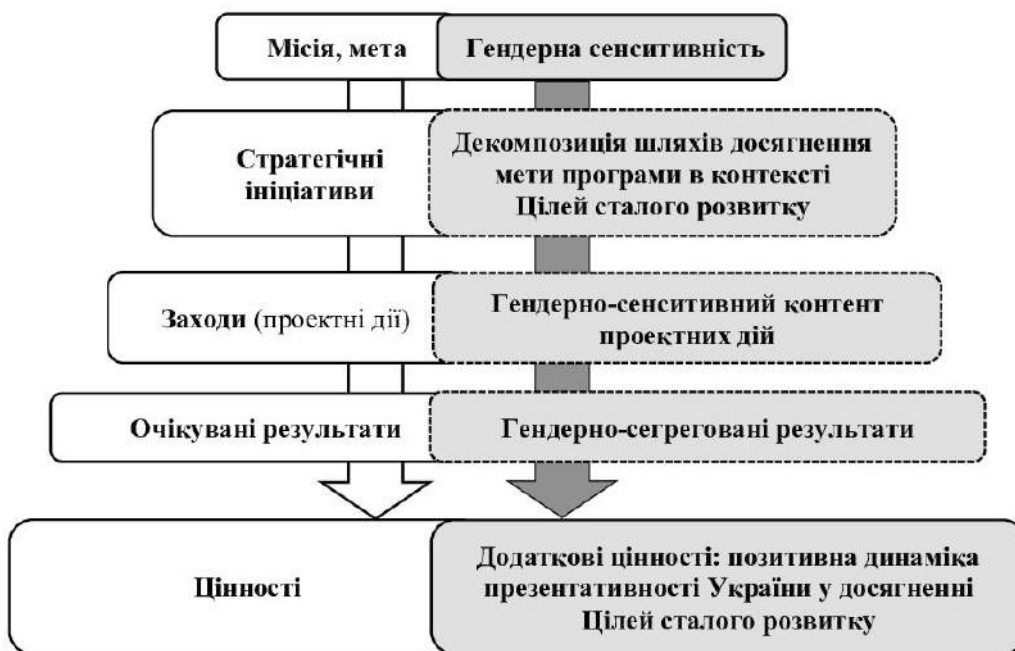 Місія, мета
Гендерна сенситивність
Стратегічні
ініціативи
Декомпозиція шляхів досягнення
мети програми в контексті
Цілей сталого розвитку
Заходи (проектні дії)
Гендерно-сенситивний контент
проектних дій
Очікувані результати
Гендерно-сегреговані результати
Цінності
Додаткові цінності: позитивна динаміка
презентативності України у досягненні
Цілей сталого розвитку